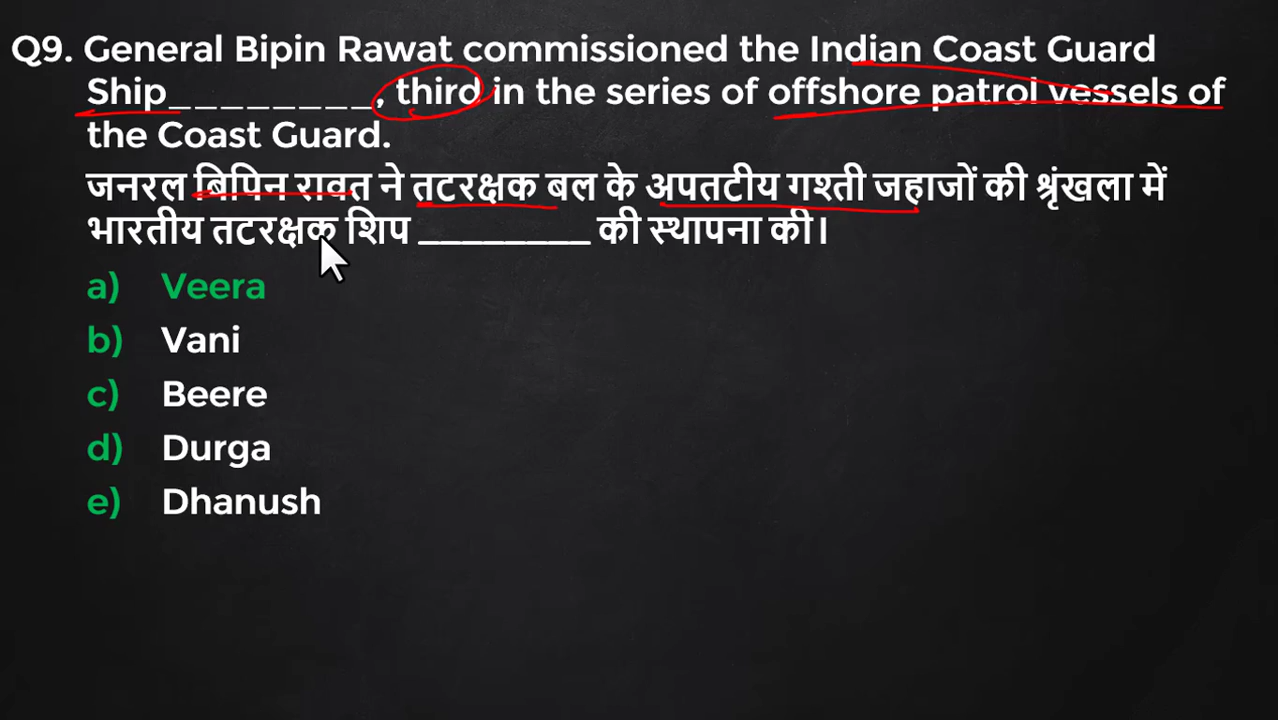 Q9. General Bipin Rawat commissioned the Indian Coast Guard
Ship________, third in the series of offshore patrol vessels of
the Coast Guard.
जनरल बिपिन रावत ने तटरक्षक बल के अपतटीय गश्ती जहाजों की श्रृंखला में
भारतीय तटरक्षक शिप ________ की स्थापना की।
a) Veera
b) Vani
c) Beere
d) Durga
e) Dhanush